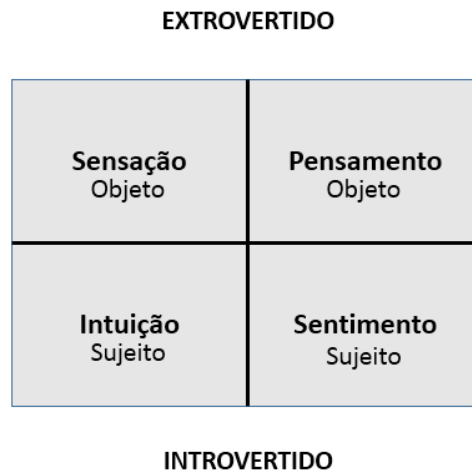 EXTROVERTIDO
Sensação
Objeto
Pensamento
Objeto
Intuição
Sujeito
Sentimento
Sujeito
INTROVERTIDO